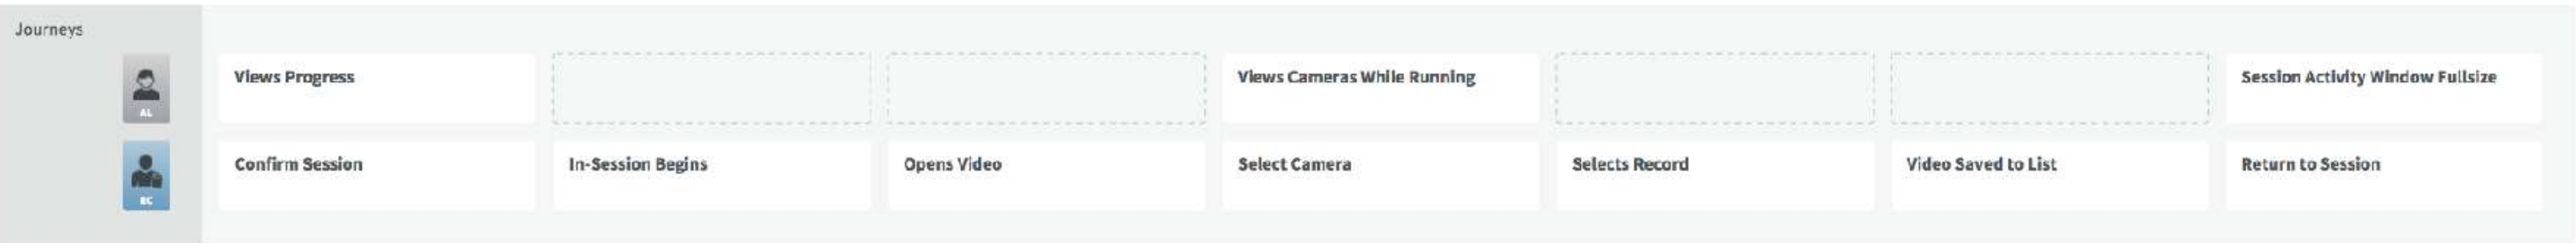 Journeys
Views Progress
Views Cameras While Running
Session Activity Window Fullsize
AL
Confirm Session
In-Session Begins
Opens Video
Select Camera
Selects Record
Video Saved to List
Return to Session